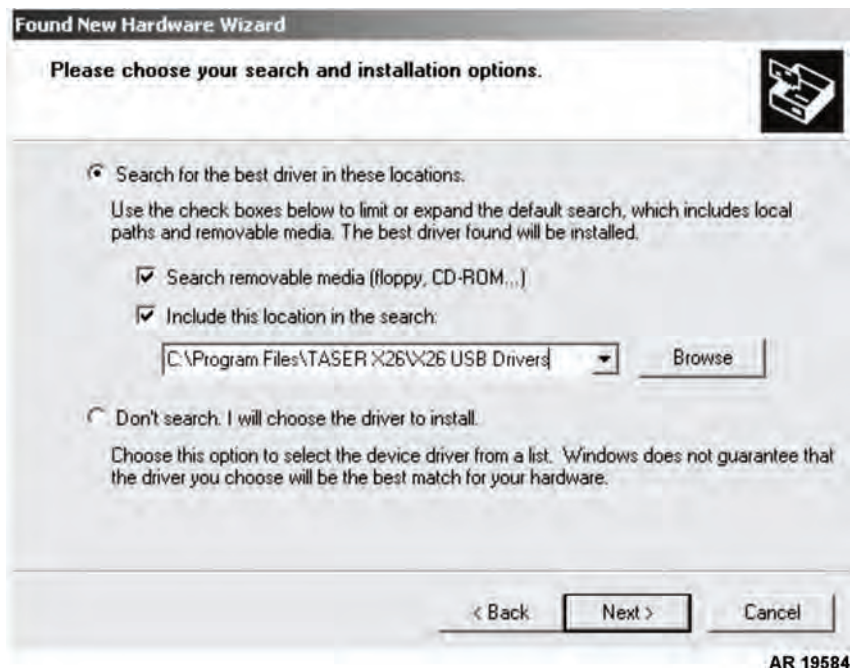 Found New Hardware Wizard
Please choose your search and installation options.
Search for the best driver in these locations.
Use the check boxes below to limit or expand the default search, which includes local
paths and removable media. The best driver found will be installed.
Search removable media (floppy, CD-ROM...)
Include this location in the search:
C:\Program Files\TASER X26\X26 USB Drivers
Browse
Don't search. I will choose the driver to install.
Choose this option to select the device driver from a list. Windows does not guarantee that
the driver you choose will be the best match for your hardware.
< Back Next > Cancel
AR 19584